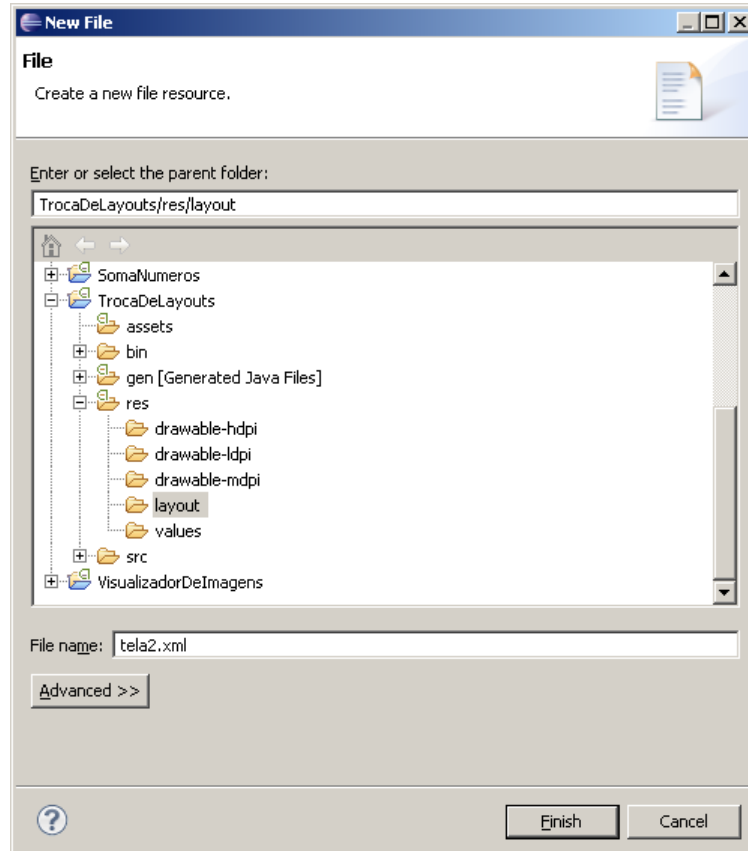 New File
File
Create a new file resource.
Enter or select the parent folder:
TrocaDeLayouts/res/layout
SomaNumeros
TrocaDeLayouts
assets
bin
gen [Generated Java Files]
res
drawable-hdpi
drawable-ldpi
drawable-mdpi
layout
values
src
VisualizadorDeImagens
File name: tela2.xml
Advanced >>
? Finish Cancel